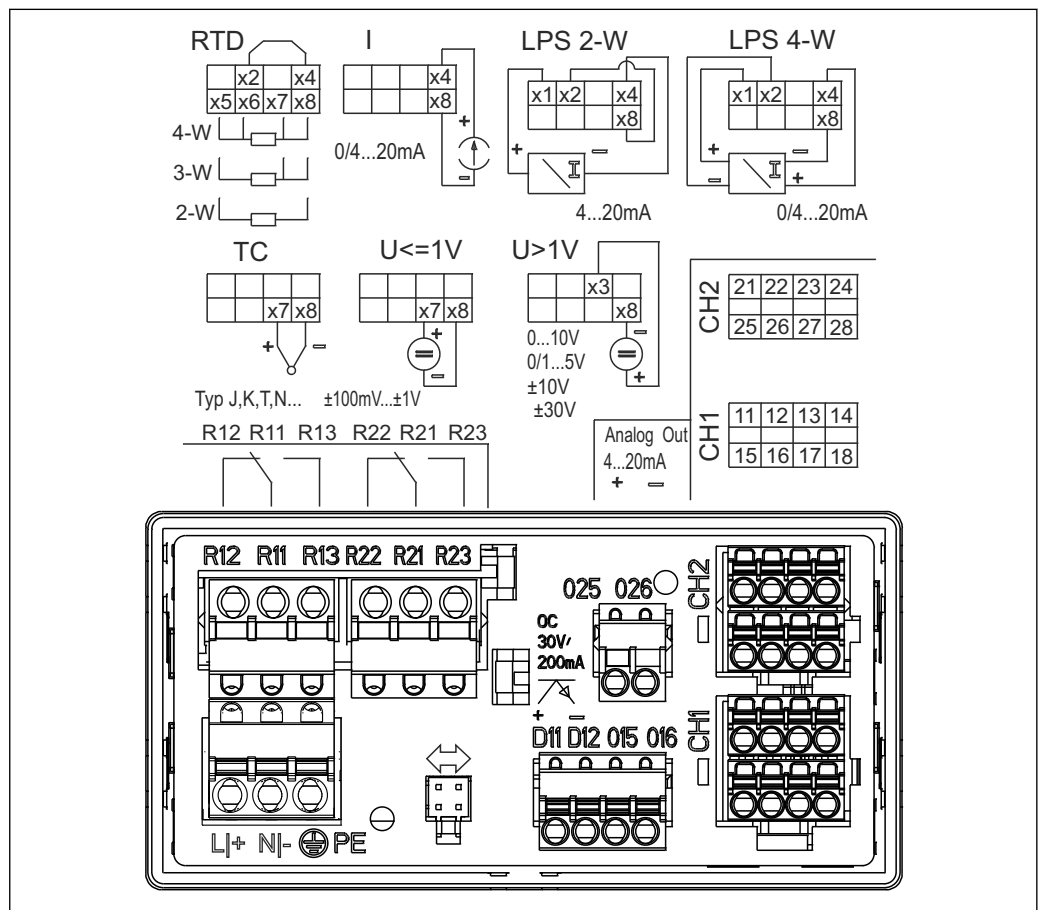 RTD I LPS 2-W LPS 4-W
x2 x4
x5 x6 x7 x8
x4
x8
x1 x2 x4
x8
x1 x2 x4
x8
4-W
3-W
2-W
0/4...20mA
+
–
+ –
I
4...20mA
+ –
– I +
0/4...20mA
TC U<=1V U>1V
x7 x8
x7 x8
x3
x8
+ –
+
–
–
+
0...10V
0/1...5V
±10V
±30V
Typ J,K,T,N... ±100mV...±1V
CH2
21 22 23 24
25 26 27 28
CH1
11 12 13 14
15 16 17 18
R12 R11 R13 R22 R21 R23
Analog Out
4...20mA
+ –
R12 R11 R13 R22 R21 R23
O25 O26
CH2
OC
30V/
200mA
+ –
D11 D12 O15 O16
CH1
L|+ N|- PE